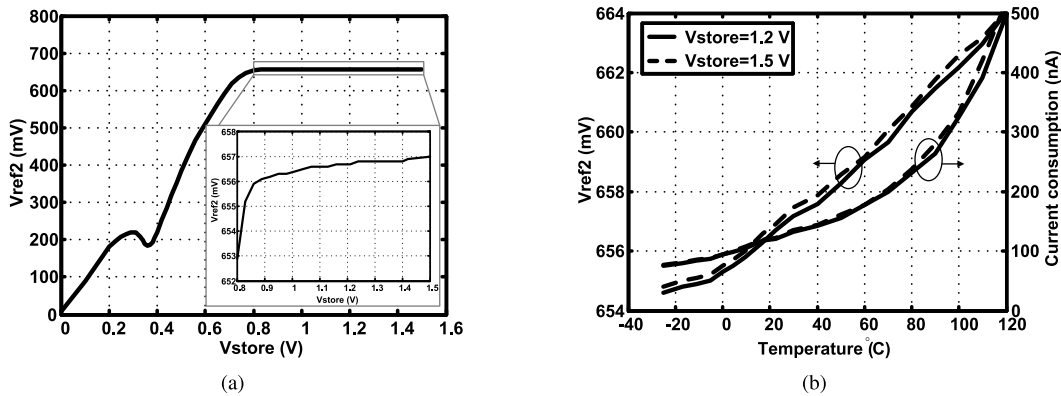 (a)
800
700
600
500
400
300
200
100
0
Vref2 (mV)
0 0.2 0.4 0.6 0.8 1.0 1.2 1.4 1.6
Vstore (V)
658
657
656
655
654
653
652
Vref2 (mV)
0.8 0.9 1 1.1 1.2 1.3 1.4 1.5
Vstore (V)
(a)
(b)
664
662
660
658
656
654
Vref2 (mV)
Vstore=1.2 V
Vstore=1.5 V
500
400
300
200
100
0
Current consumption (nA)
-40 -20 0 20 40 60 80 100 120
Temperature °C)
(b)